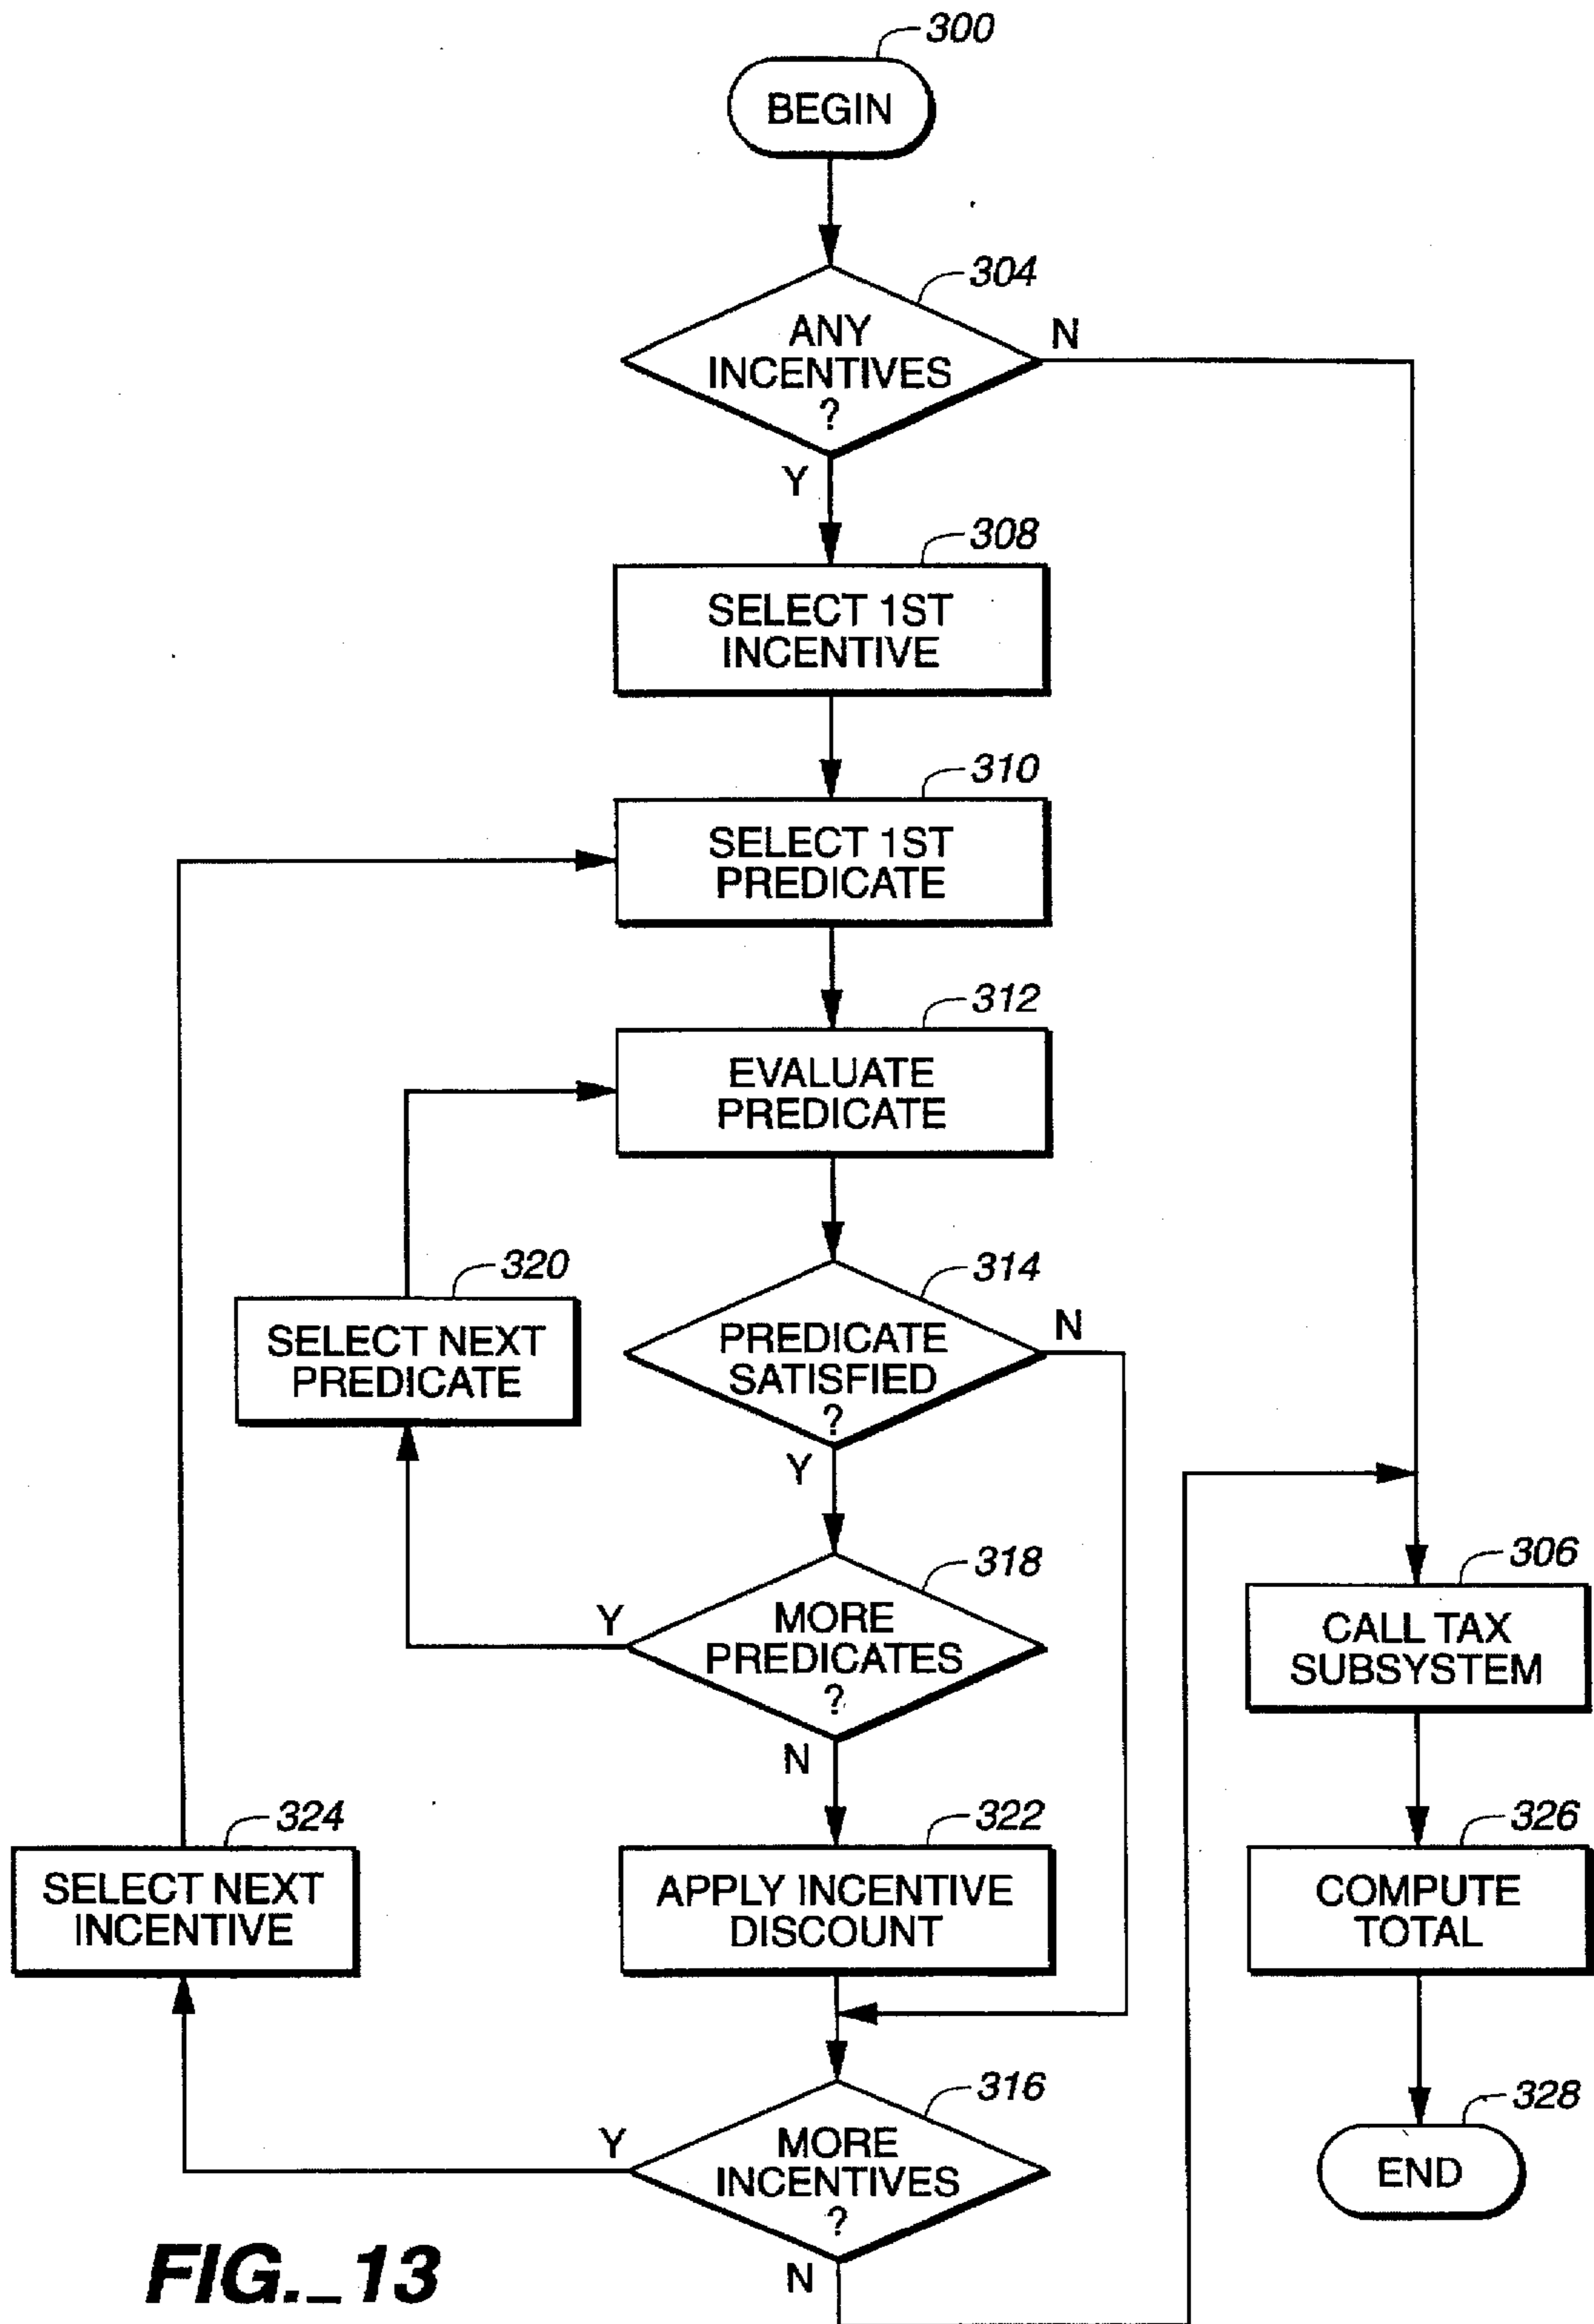 300
BEGIN
304
ANY
INCENTIVES
?
N
Y
308
SELECT 1ST
INCENTIVE
310
SELECT 1ST
PREDICATE
312
EVALUATE
PREDICATE
320
SELECT NEXT
PREDICATE
314
PREDICATE
SATISFIED
?
N
Y
318
MORE
PREDICATES
?
Y
N
306
CALL TAX
SUBSYSTEM
324
SELECT NEXT
INCENTIVE
322
APPLY INCENTIVE
DISCOUNT
326
COMPUTE
TOTAL
316
MORE
INCENTIVES
?
Y
N
328
END
FIG._13